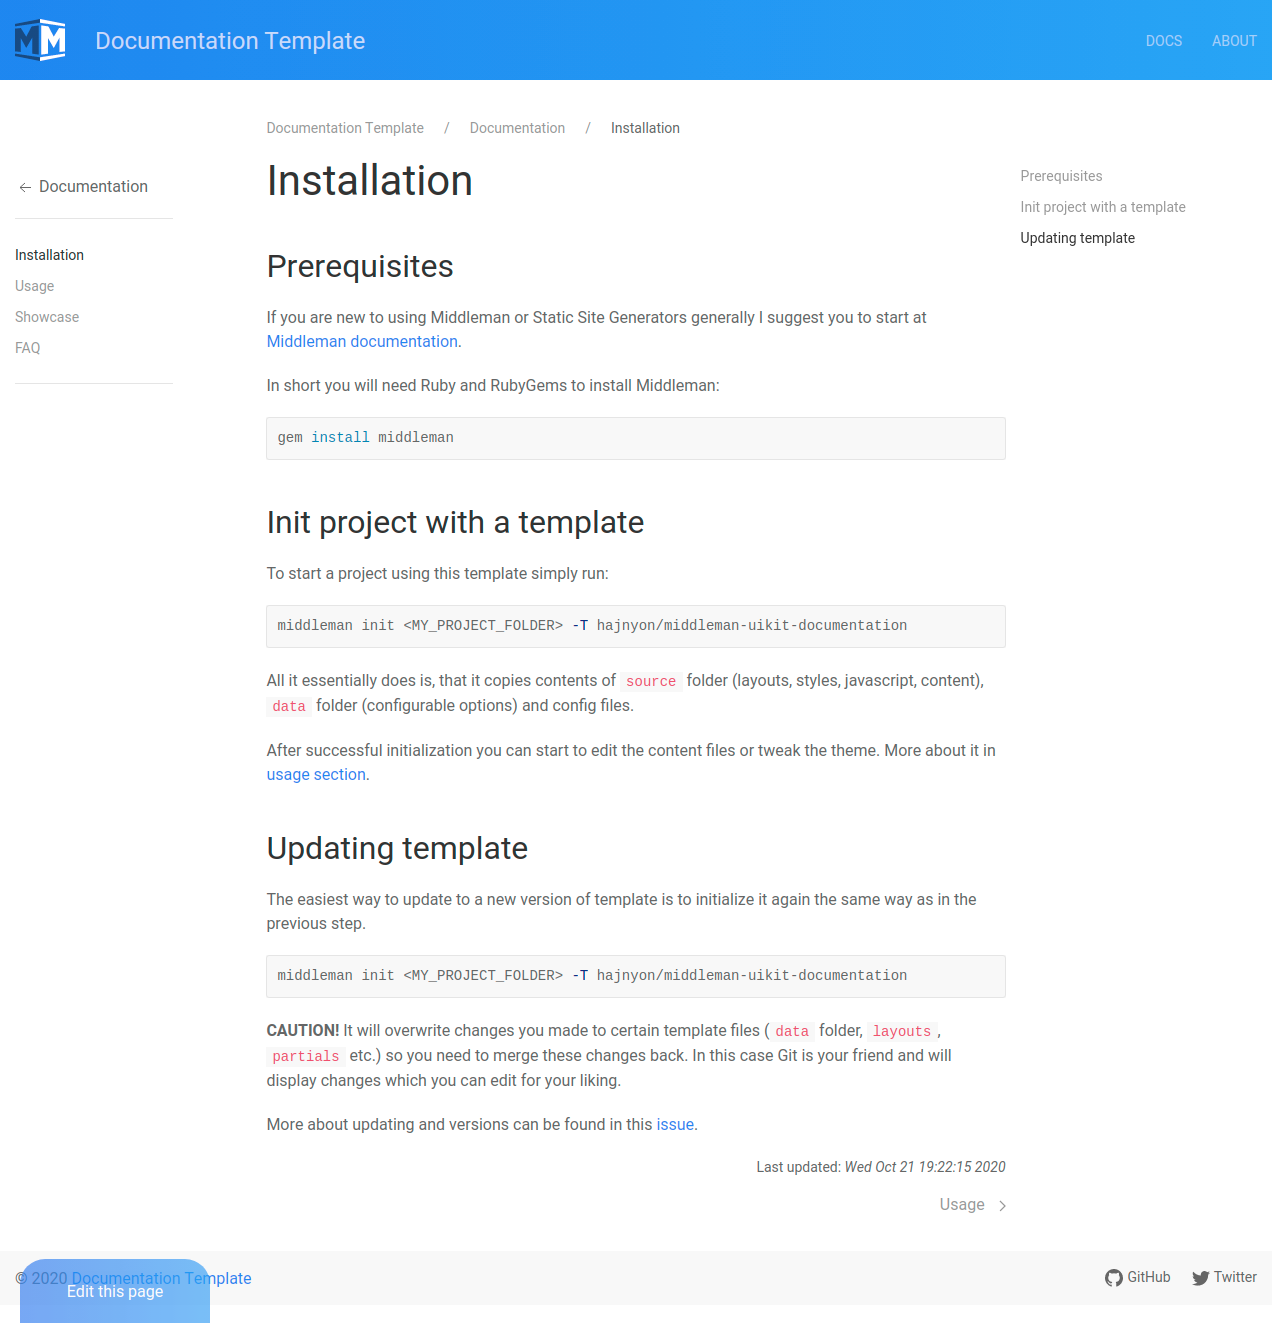 MM
Documentation Template
DOCS ABOUT
Documentation Template / Documentation / Installation
← Documentation
Installation
Usage
Showcase
FAQ
Installation
Prerequisites
If you are new to using Middleman or Static Site Generators generally I suggest you to start at
Middleman documentation.
In short you will need Ruby and RubyGems to install Middleman:
gem install middleman
Init project with a template
To start a project using this template simply run:
middleman init <MY_PROJECT_FOLDER> -T hajnyon/middleman-uikit-documentation
All it essentially does is, that it copies contents of source folder (layouts, styles, javascript, content),
data folder (configurable options) and config files.
After successful initialization you can start to edit the content files or tweak the theme. More about it in
usage section.
Updating template
The easiest way to update to a new version of template is to initialize it again the same way as in the
previous step.
middleman init <MY_PROJECT_FOLDER> -T hajnyon/middleman-uikit-documentation
CAUTION! It will overwrite changes you made to certain template files ( data folder, layouts ,
partials etc.) so you need to merge these changes back. In this case Git is your friend and will
display changes which you can edit for your liking.
More about updating and versions can be found in this issue.
Last updated: Wed Oct 21 19:22:15 2020
Usage >
Prerequisites
Init project with a template
Updating template
© 2020 Documentation Template
Edit this page
GitHub Twitter